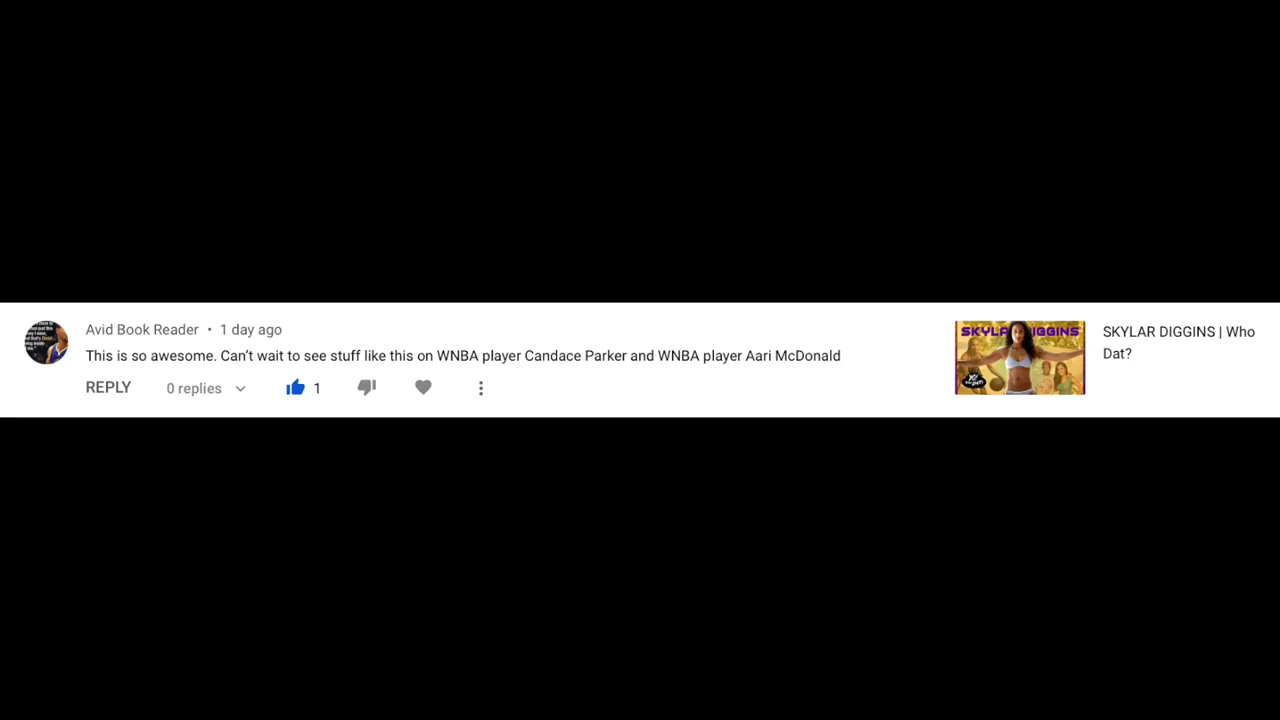 Avid Book Reader • 1 day ago
This is so awesome. Can’t wait to see stuff like this on WNBA player Candace Parker and WNBA player Aari McDonald
REPLY 0 replies 1
SKYLAR DIGGINS | Who
Dat?